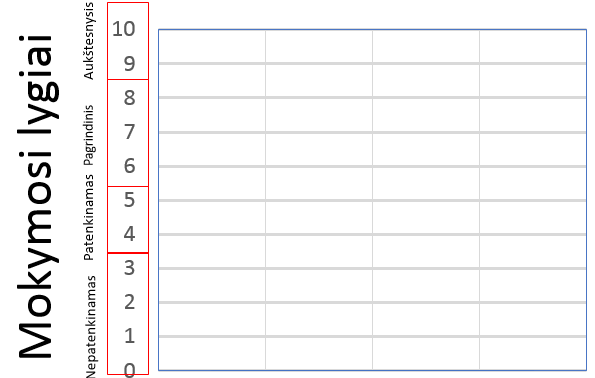 Mokymosi lygiai
Aukštesnysis
Pagrindinis
Patenkinamas
Nepatenkinamas
10
9
8
7
6
5
4
3
2
1
0